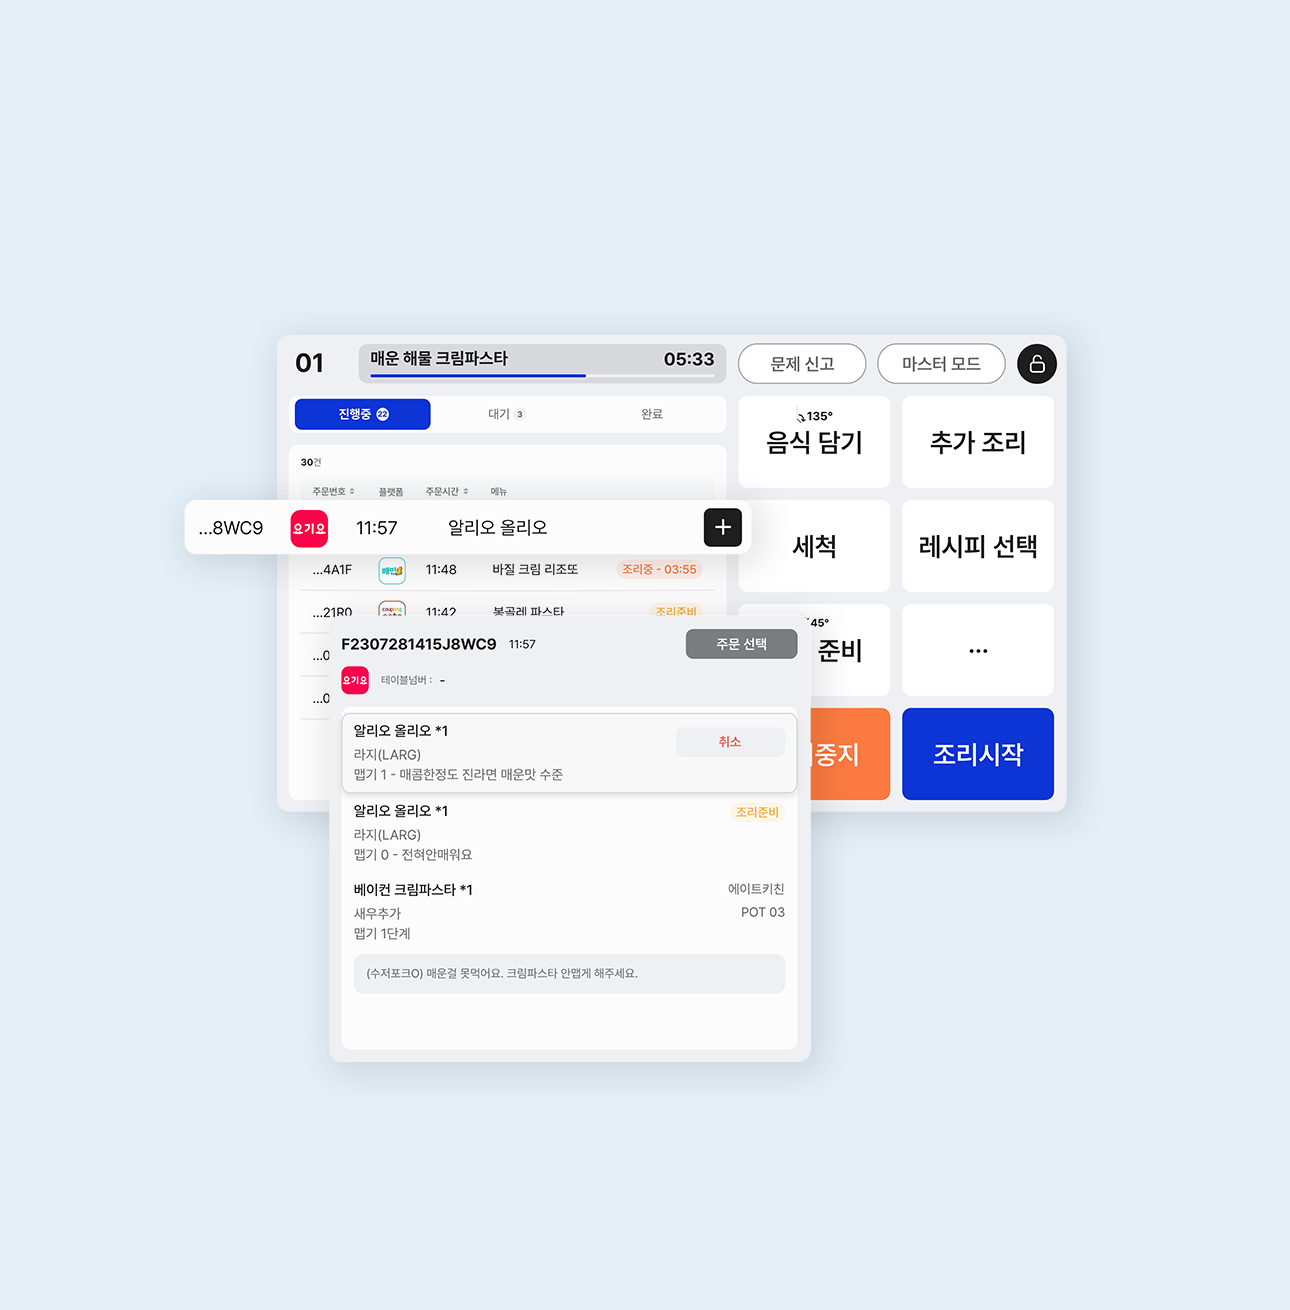 01
매운 해물 크림파스타
05:33
문제 신고
마스터 모드
진행중 22
대기 3
완료
30건
주문번호 플랫폼 주문시간 메뉴
...8WC9 요기요 11:57 알리오 올리오 +
...4A1F 배민 11:48 바질 크림 리조또 조리중 - 03:55
...21R0 coupang 11:42 봉골레 파스타 조리준비
...0
...0
135°
음식 담기
추가 조리
세척
레시피 선택
45°
준비
...
중지
조리시작
F2307281415J8WC9 11:57
주문 선택
요기요 테이블넘버 : -
알리오 올리오 *1
취소
라지(LARG)
맵기 1 - 매콤한정도 진라면 매운맛 수준
알리오 올리오 *1
조리준비
라지(LARG)
맵기 0 - 전혀안매워요
베이컨 크림파스타 *1
에이트키친
새우추가
POT 03
맵기 1단계
(수저포크O) 매운걸 못먹어요. 크림파스타 안맵게 해주세요.